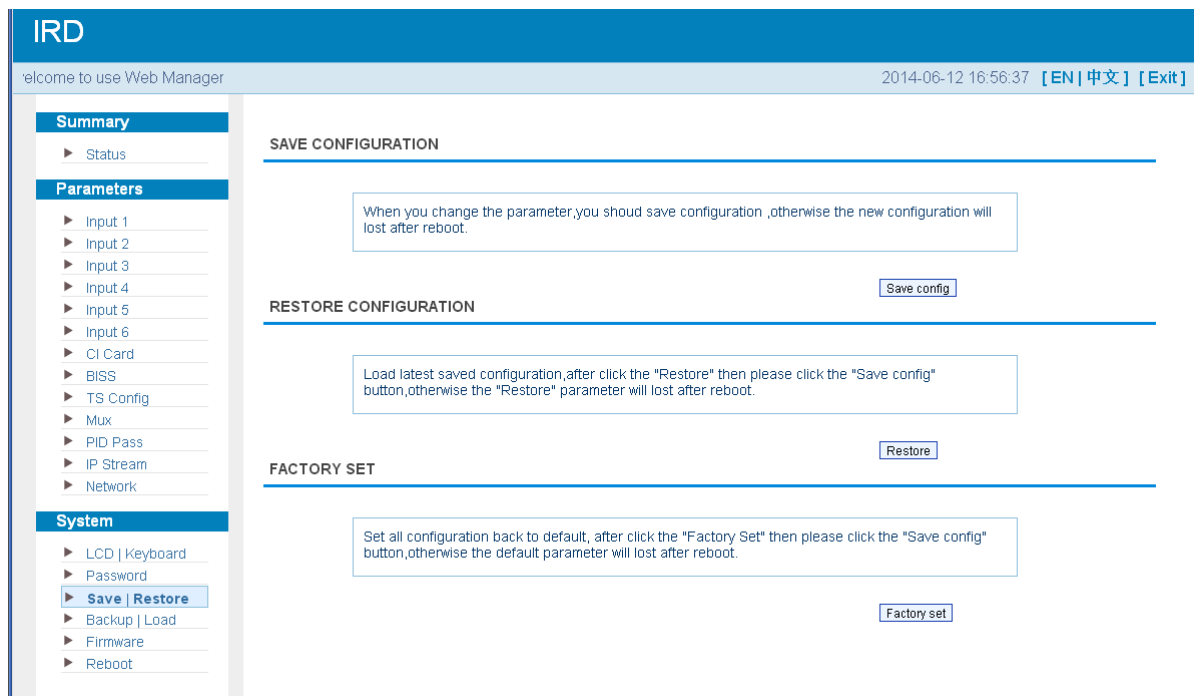 IRD
elcome to use Web Manager
2014-06-12 16:56:37 [ EN | 中文 ] [ Exit ]
Summary
Status
Parameters
Input 1
Input 2
Input 3
Input 4
Input 5
Input 6
CI Card
BISS
TS Config
Mux
PID Pass
IP Stream
Network
System
LCD | Keyboard
Password
Save | Restore
Backup | Load
Firmware
Reboot
SAVE CONFIGURATION
When you change the parameter,you shoud save configuration ,otherwise the new configuration will
lost after reboot.
Save config
RESTORE CONFIGURATION
Load latest saved configuration,after click the "Restore" then please click the "Save config"
button,otherwise the "Restore" parameter will lost after reboot.
Restore
FACTORY SET
Set all configuration back to default, after click the "Factory Set" then please click the "Save config"
button,otherwise the default parameter will lost after reboot.
Factory set